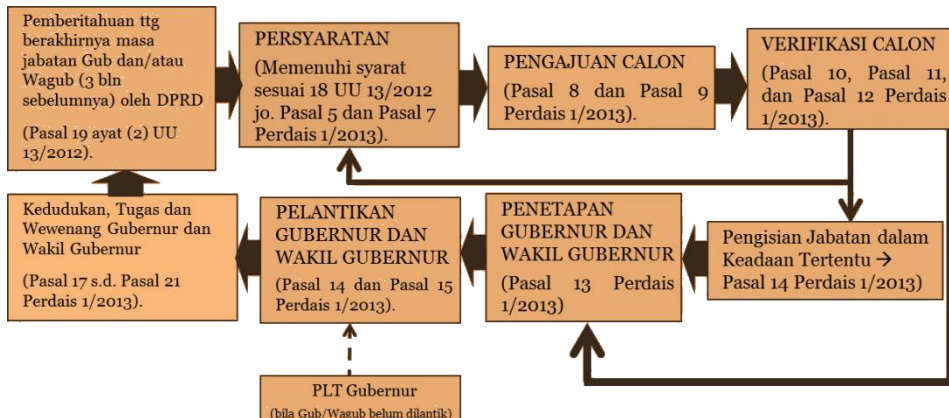 Pemberitahuan ttg
berakhirnya masa
jabatan Gub dan/atau
Wagub (3 bln
sebelumnya) oleh DPRD
(Pasal 19 ayat (2) UU
13/2012).
PERSYARATAN
(Memenuhi syarat
sesuai 18 UU 13/2012
jo. Pasal 5 dan Pasal 7
Perdais 1/2013).
PENGAJUAN CALON
(Pasal 8 dan Pasal 9
Perdais 1/2013).
VERIFIKASI CALON
(Pasal 10, Pasal 11,
dan Pasal 12 Perdais
1/2013).
Pengisian Jabatan dalam
Keadaan Tertentu →
Pasal 14 Perdais 1/2013)
PENETAPAN
GUBERNUR DAN
WAKIL GUBERNUR
(Pasal 13 Perdais
1/2013)
PELANTIKAN
GUBERNUR DAN
WAKIL GUBERNUR
(Pasal 14 dan Pasal 15
Perdais 1/2013).
Kedudukan, Tugas dan
Wewenang Gubernur dan
Wakil Gubernur
(Pasal 17 s.d. Pasal 21
Perdais 1/2013).
PLT Gubernur
(bila Gub/Wagub belum dilantik)